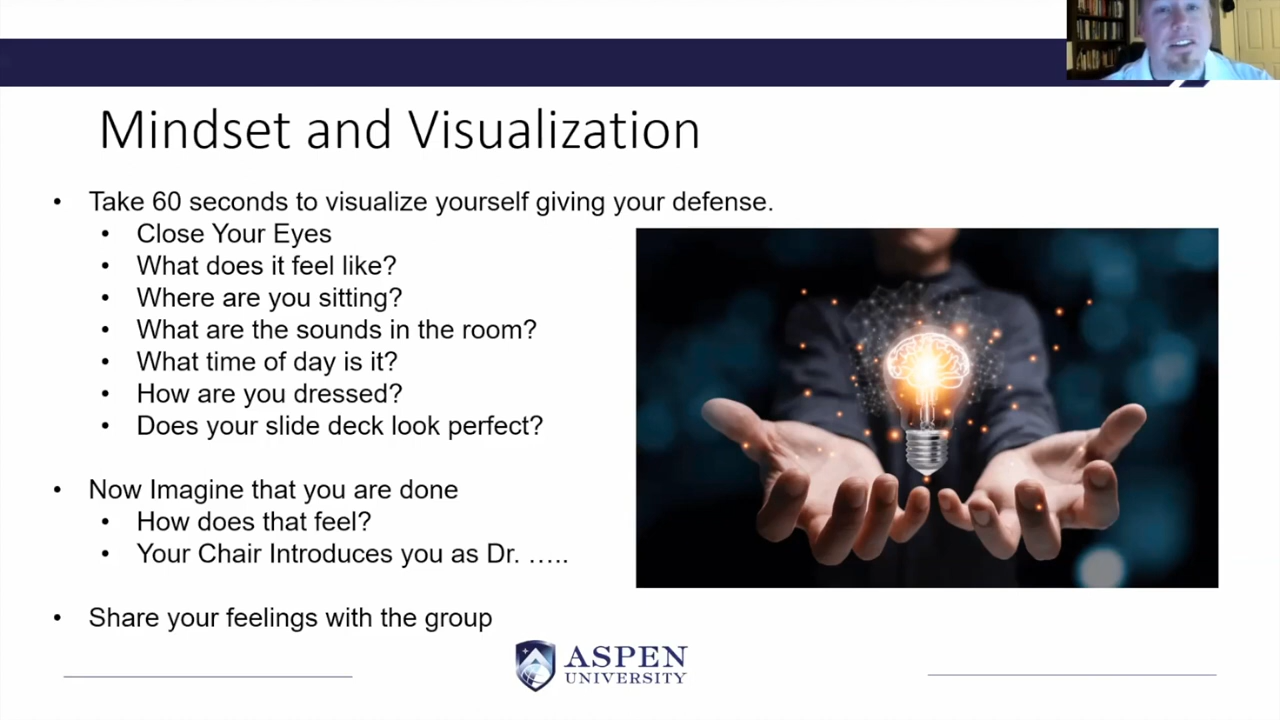 Mindset and Visualization
• Take 60 seconds to visualize yourself giving your defense.
• Close Your Eyes
• What does it feel like?
• Where are you sitting?
• What are the sounds in the room?
• What time of day is it?
• How are you dressed?
• Does your slide deck look perfect?
• Now Imagine that you are done
• How does that feel?
• Your Chair Introduces you as Dr. …..
• Share your feelings with the group
ASPEN
UNIVERSITY